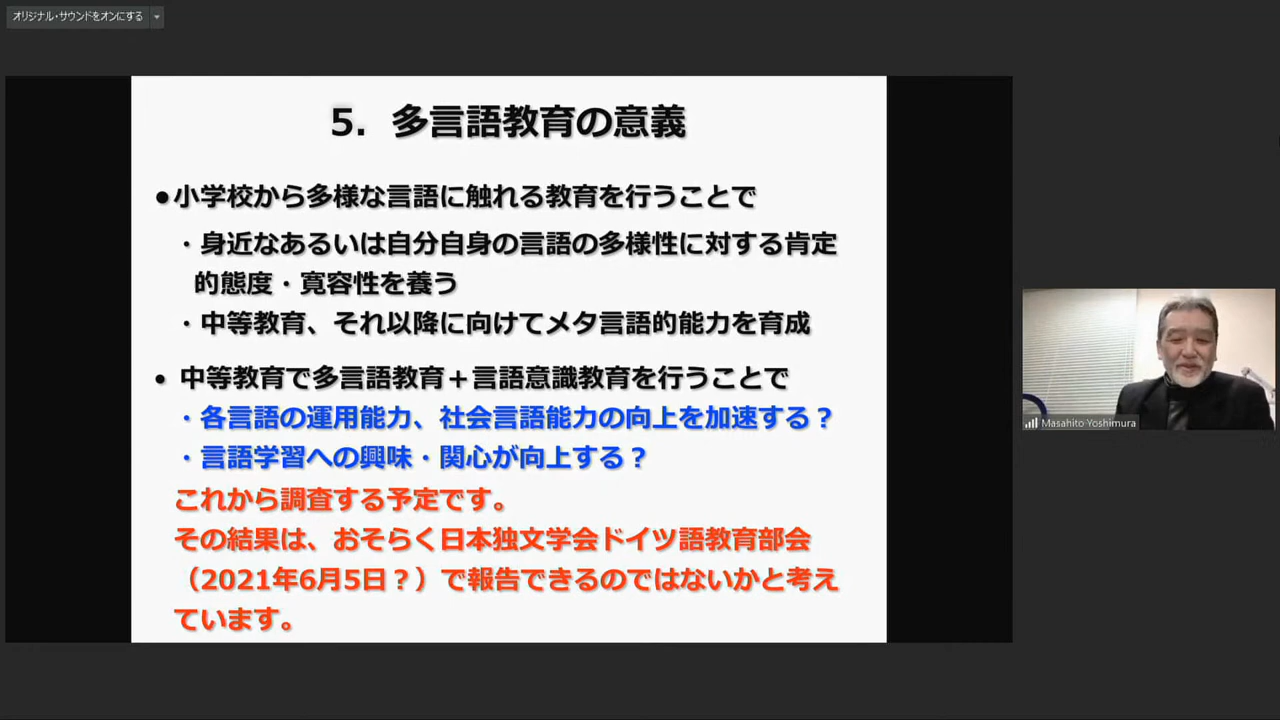 オリジナル・サウンドをオンにする
5. 多言語教育の意義
●小学校から多様な言語に触れる教育を行うことで
・身近なあるいは自分自身の言語の多様性に対する肯定
的態度・寛容性を養う
・中等教育、それ以降に向けてメタ言語的能力を育成
• 中等教育で多言語教育＋言語意識教育を行うことで
・各言語の運用能力、社会言語能力の向上を加速する？
・言語学習への興味・関心が向上する？
これから調査する予定です。
その結果は、おそらく日本独文学会ドイツ語教育部会
（2021年6月5日？）で報告できるのではないかと考え
ています。
Masahito Yoshimura